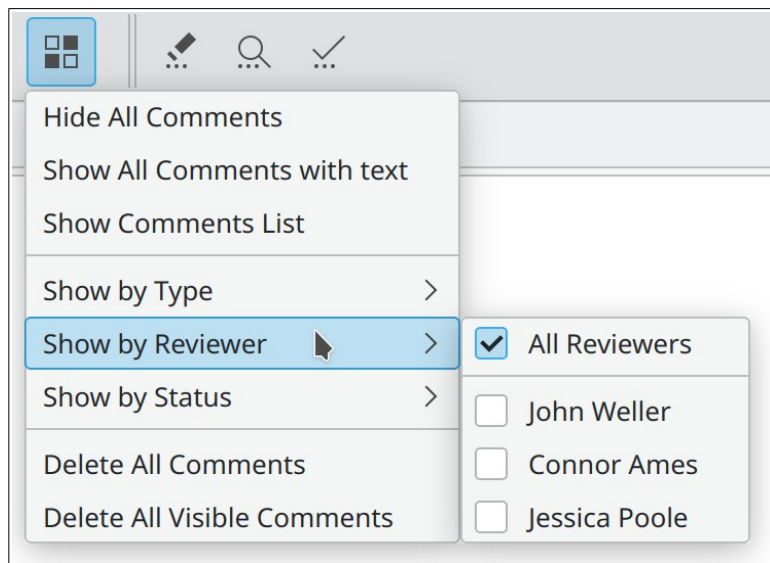 Hide All Comments
Show All Comments with text
Show Comments List
Show by Type
Show by Reviewer
Show by Status
Delete All Comments
Delete All Visible Comments
All Reviewers
John Weller
Connor Ames
Jessica Poole